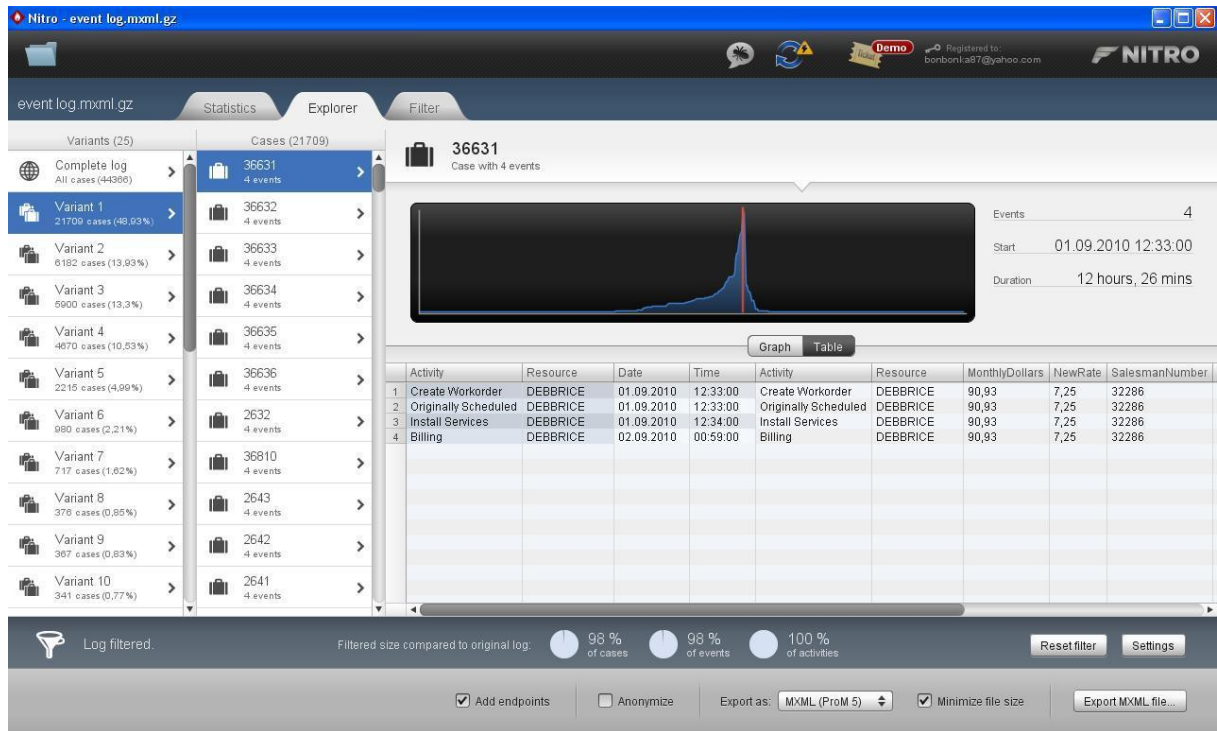 Nitro - event log.mxml.gz
Demo
Registered to:
bonbonka87@yahoo.com
NITRO
event log.mxml.gz
Statistics
Explorer
Filter
Variants (25)
Complete log
All cases (44366)
Variant 1
21709 cases (48,93%)
Variant 2
6182 cases (13,93%)
Variant 3
5900 cases (13,3%)
Variant 4
4670 cases (10,53%)
Variant 5
2215 cases (4,99%)
Variant 6
980 cases (2,21%)
Variant 7
717 cases (1,62%)
Variant 8
376 cases (0,85%)
Variant 9
367 cases (0,83%)
Variant 10
341 cases (0,77%)
Cases (21709)
36631
4 events
36632
4 events
36633
4 events
36634
4 events
36635
4 events
36636
4 events
2632
4 events
36810
4 events
2643
4 events
2642
4 events
2641
4 events
36631
Case with 4 events
Events 4
Start 01.09.2010 12:33:00
Duration 12 hours, 26 mins
Graph Table
Activity Resource Date Time Activity Resource MonthlyDollars NewRate SalesmanNumber
1 Create Workorder DEBBRICE 01.09.2010 12:33:00 Create Workorder DEBBRICE 90,93 7,25 32286
2 Originally Scheduled DEBBRICE 01.09.2010 12:33:00 Originally Scheduled DEBBRICE 90,93 7,25 32286
3 Install Services DEBBRICE 01.09.2010 12:34:00 Install Services DEBBRICE 90,93 7,25 32286
4 Billing DEBBRICE 02.09.2010 00:59:00 Billing DEBBRICE 90,93 7,25 32286
Log filtered.
Filtered size compared to original log:
98 %
of cases
98 %
of events
100 %
of activities
Reset filter
Settings
Add endpoints
Anonymize
Export as: MXML (ProM 5)
Minimize file size
Export MXML file...